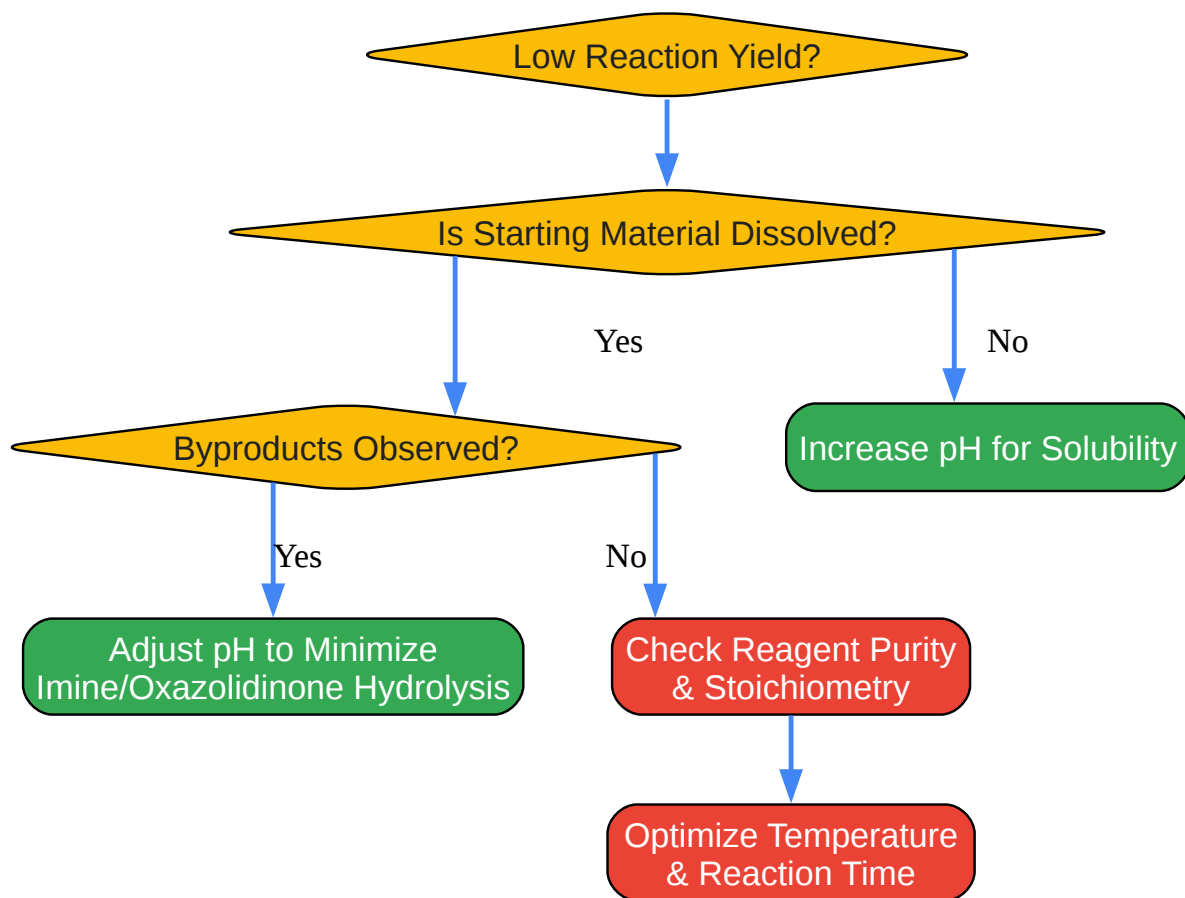 Low Reaction Yield?
Is Starting Material Dissolved?
Yes
No
Byproducts Observed?
Increase pH for Solubility
Yes
No
Adjust pH to Minimize
Imine/Oxazolidinone Hydrolysis
Check Reagent Purity
& Stoichiometry
Optimize Temperature
& Reaction Time